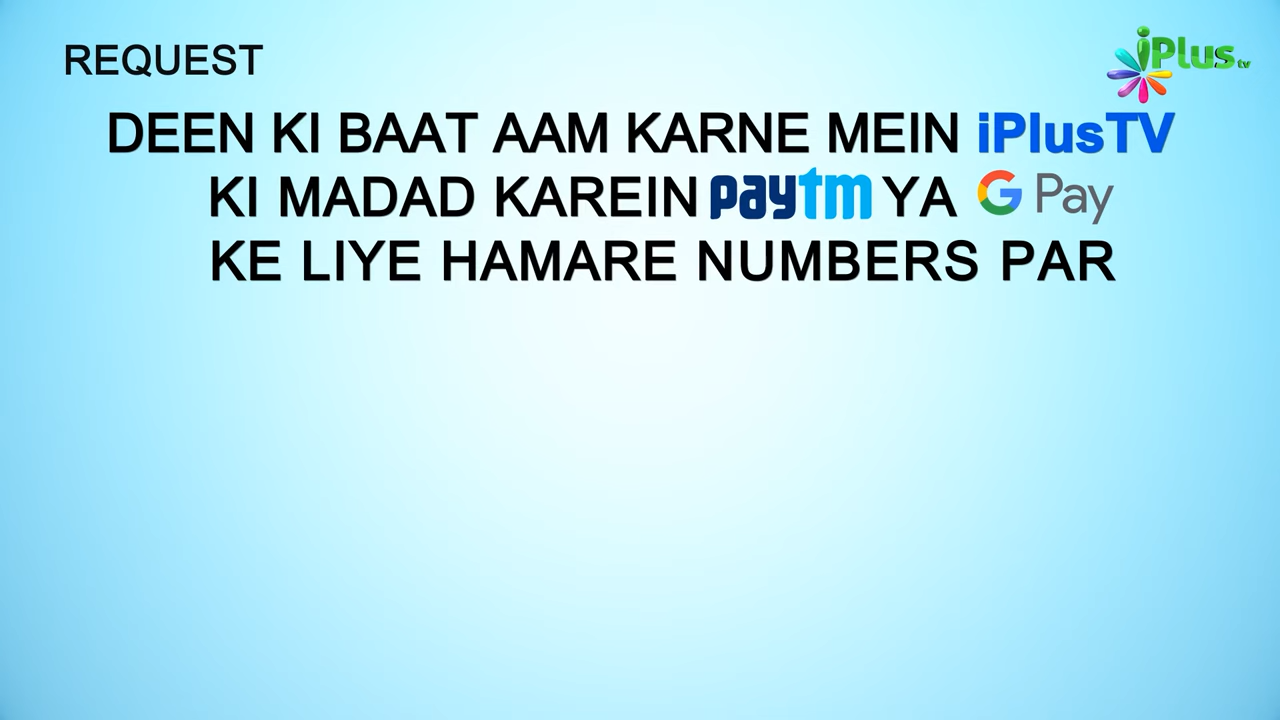 REQUEST
iPlus tv
DEEN KI BAAT AAM KARNE MEIN iPlusTV
KI MADAD KAREIN paytm YA G Pay
KE LIYE HAMARE NUMBERS PAR